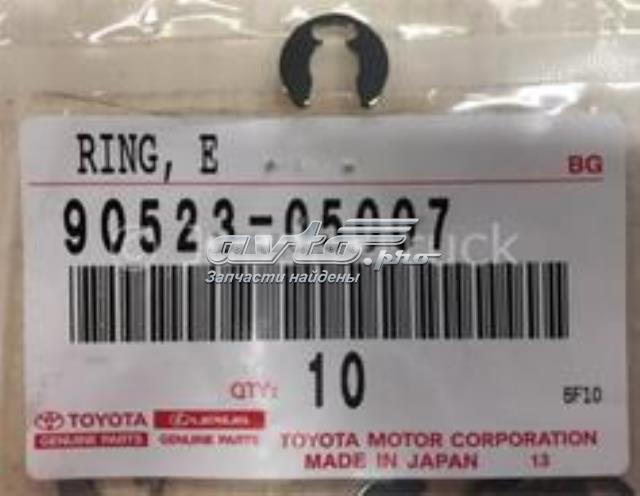 RING, E
BG
90523-05007
avto.pro
Запчасти найдены
QTY: 10
5F10
TOYOTA LEXUS
GENUINE PARTS GENUINE PARTS
TOYOTA MOTOR CORPORATION
MADE IN JAPAN 13